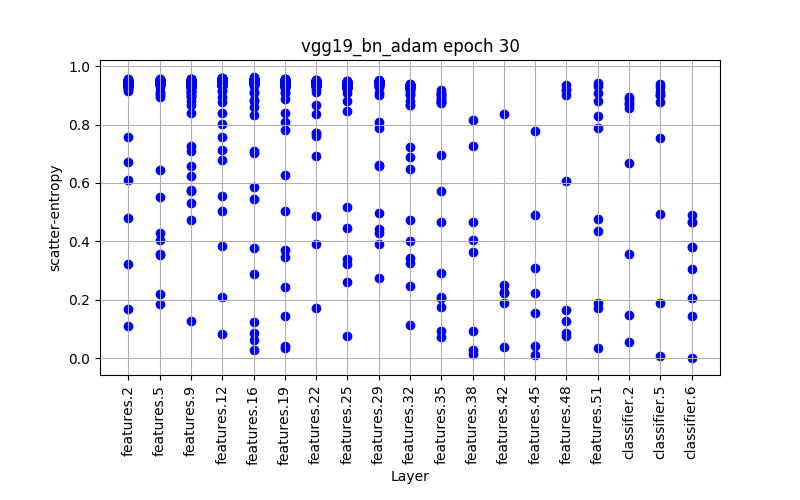 vgg19_bn_adam epoch 30
scatter-entropy
1.0
0.8
0.6
0.4
0.2
0.0
features.2
features.5
features.9
features.12
features.16
features.19
features.22
features.25
features.29
features.32
features.35
features.38
features.42
features.45
features.48
features.51
classifier.2
classifier.5
classifier.6
Layer